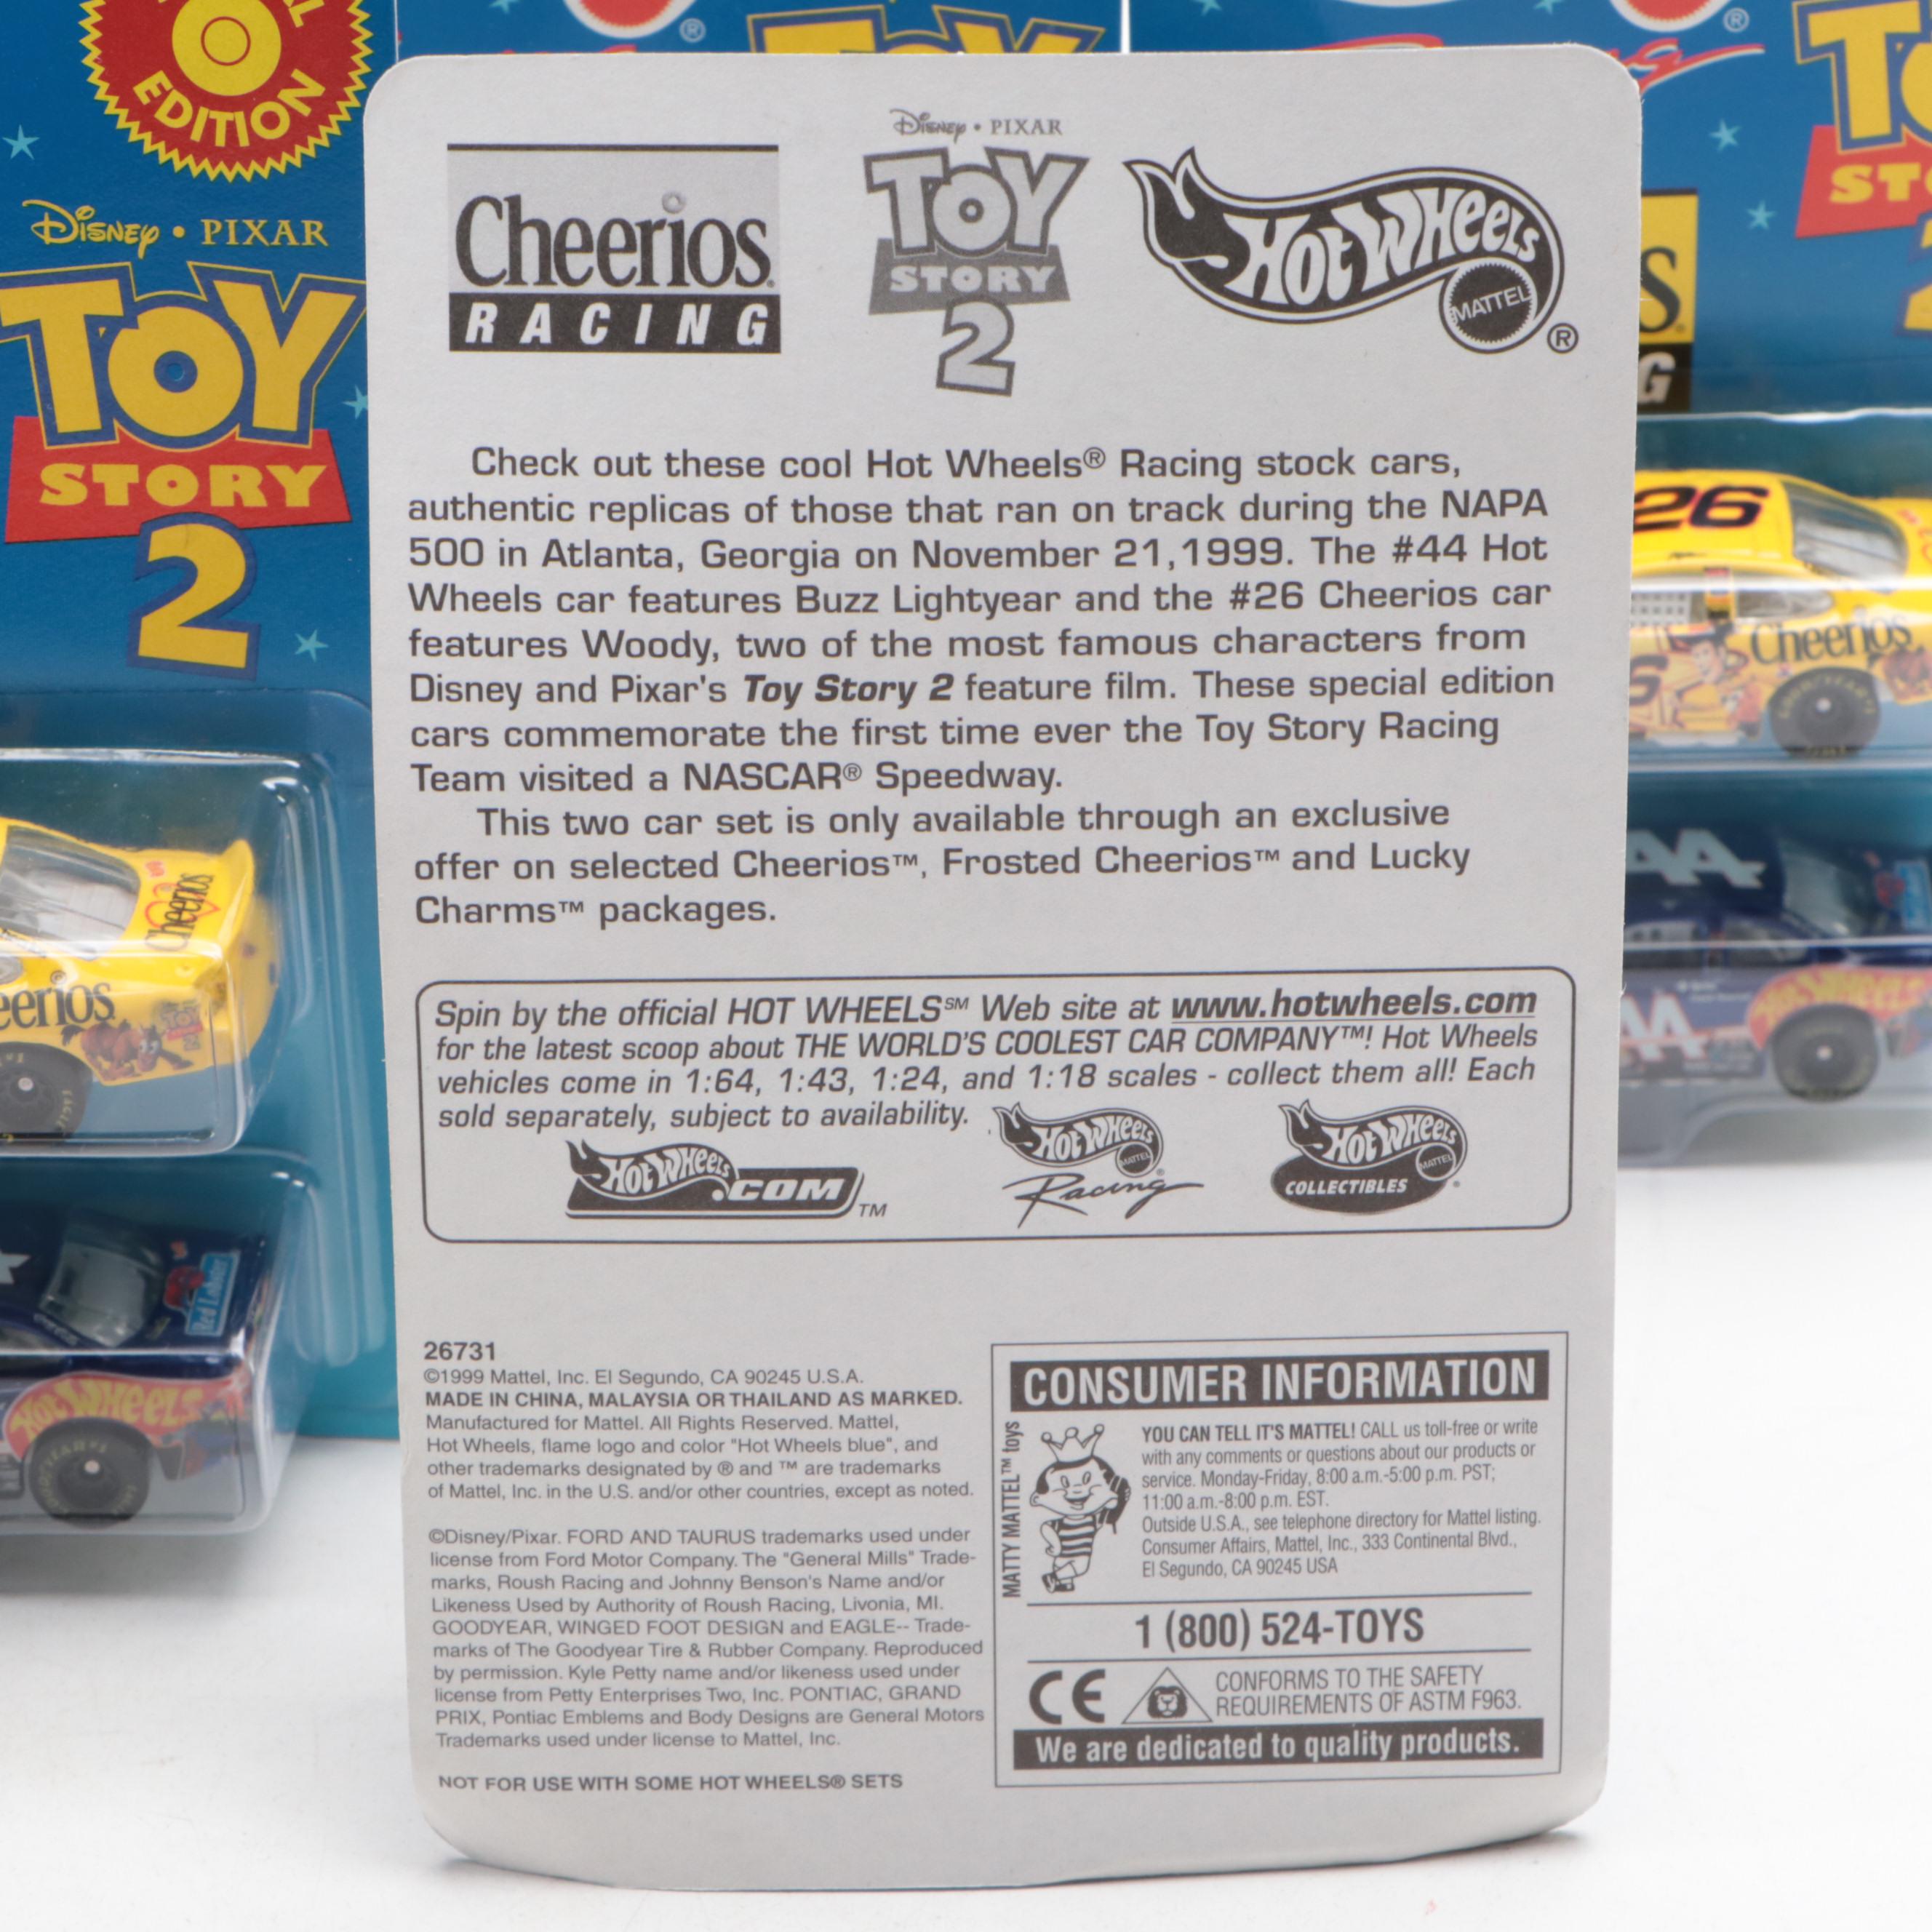 EDITION
DISNEY • PIXAR
TOY
STORY
2
Cheerios
Cheerios
TOY STORY 2
Red Lobster
HOT WHEELS
GOODYEAR #1
Cheerios
RACING
DISNEY • PIXAR
TOY
STORY
2
HOT WHEELS
MATTEL
®
Check out these cool Hot Wheels® Racing stock cars,
authentic replicas of those that ran on track during the NAPA
500 in Atlanta, Georgia on November 21,1999. The #44 Hot
Wheels car features Buzz Lightyear and the #26 Cheerios car
features Woody, two of the most famous characters from
Disney and Pixar's Toy Story 2 feature film. These special edition
cars commemorate the first time ever the Toy Story Racing
Team visited a NASCAR® Speedway.
This two car set is only available through an exclusive
offer on selected Cheerios™, Frosted Cheerios™ and Lucky
Charms™ packages.
Spin by the official HOT WHEELS℠ Web site at www.hotwheels.com
for the latest scoop about THE WORLD'S COOLEST CAR COMPANY™! Hot Wheels
vehicles come in 1:64, 1:43, 1:24, and 1:18 scales - collect them all! Each
sold separately, subject to availability.
HOT WHEELS .COM ™
HOT WHEELS MATTEL ® Racing
HOT WHEELS MATTEL COLLECTIBLES ®
26731
©1999 Mattel, Inc. El Segundo, CA 90245 U.S.A.
MADE IN CHINA, MALAYSIA OR THAILAND AS MARKED.
Manufactured for Mattel. All Rights Reserved. Mattel,
Hot Wheels, flame logo and color "Hot Wheels blue", and
other trademarks designated by ® and ™ are trademarks
of Mattel, Inc. in the U.S. and/or other countries, except as noted.
©Disney/Pixar. FORD AND TAURUS trademarks used under
license from Ford Motor Company. The "General Mills" Trade-
marks, Roush Racing and Johnny Benson's Name and/or
Likeness Used by Authority of Roush Racing, Livonia, MI.
GOODYEAR, WINGED FOOT DESIGN and EAGLE-- Trade-
marks of The Goodyear Tire & Rubber Company. Reproduced
by permission. Kyle Petty name and/or likeness used under
license from Petty Enterprises Two, Inc. PONTIAC, GRAND
PRIX, Pontiac Emblems and Body Designs are General Motors
Trademarks used under license to Mattel, Inc.
NOT FOR USE WITH SOME HOT WHEELS® SETS
CONSUMER INFORMATION
MATTY MATTEL™ toys
YOU CAN TELL IT'S MATTEL! CALL us toll-free or write
with any comments or questions about our products or
service. Monday-Friday, 8:00 a.m.-5:00 p.m. PST;
11:00 a.m.-8:00 p.m. EST.
Outside U.S.A., see telephone directory for Mattel listing.
Consumer Affairs, Mattel, Inc., 333 Continental Blvd.,
El Segundo, CA 90245 USA
1 (800) 524-TOYS
CE
CONFORMS TO THE SAFETY
REQUIREMENTS OF ASTM F963.
We are dedicated to quality products.
TOY
26
Cheerios
HOT WHEELS